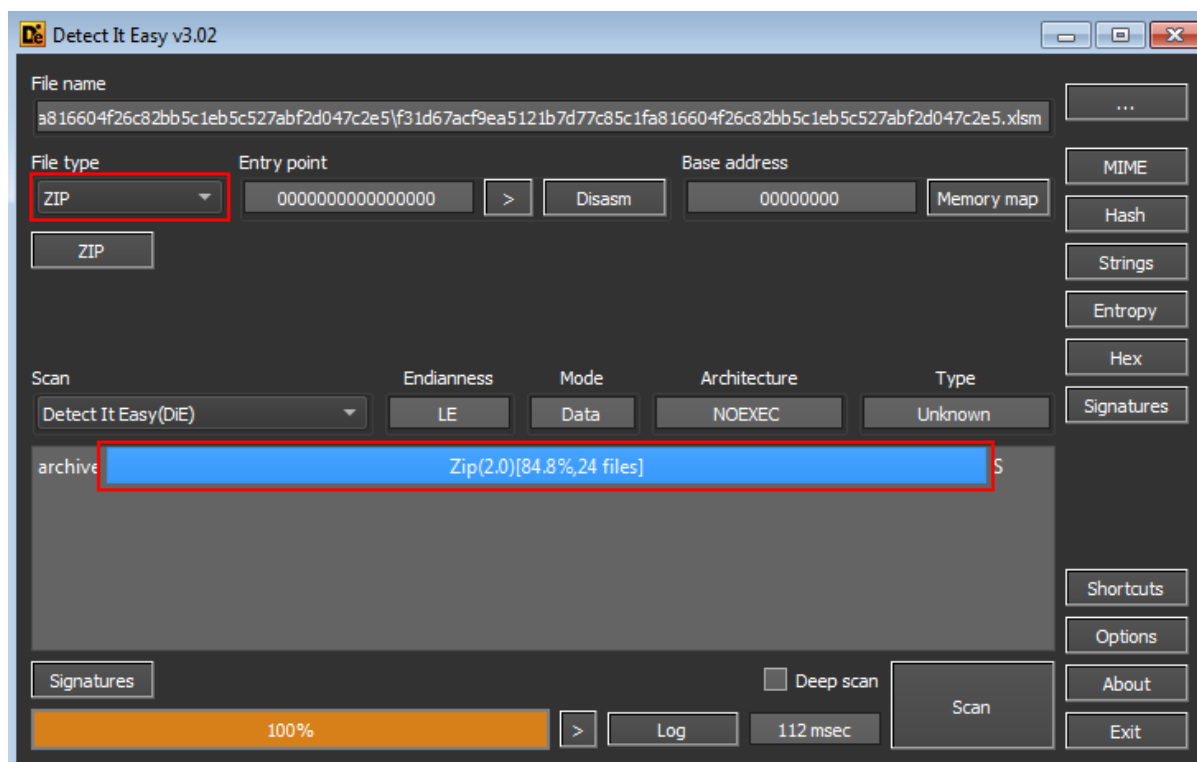 Detect It Easy v3.02
File name
a816604f26c82bb5c1eb5c527abf2d047c2e5\f31d67acf9ea5121b7d77c85c1fa816604f26c82bb5c1eb5c527abf2d047c2e5.xlsm
...
File type Entry point Base address
ZIP 0000000000000000 > Disasm 00000000 Memory map
MIME
Hash
ZIP
Strings
Entropy
Hex
Scan Endianness Mode Architecture Type
Detect It Easy(DiE) LE Data NOEXEC Unknown
Signatures
archive Zip(2.0)[84.8%,24 files] S
Shortcuts
Options
Signatures Deep scan Scan About
100% > Log 112 msec Exit